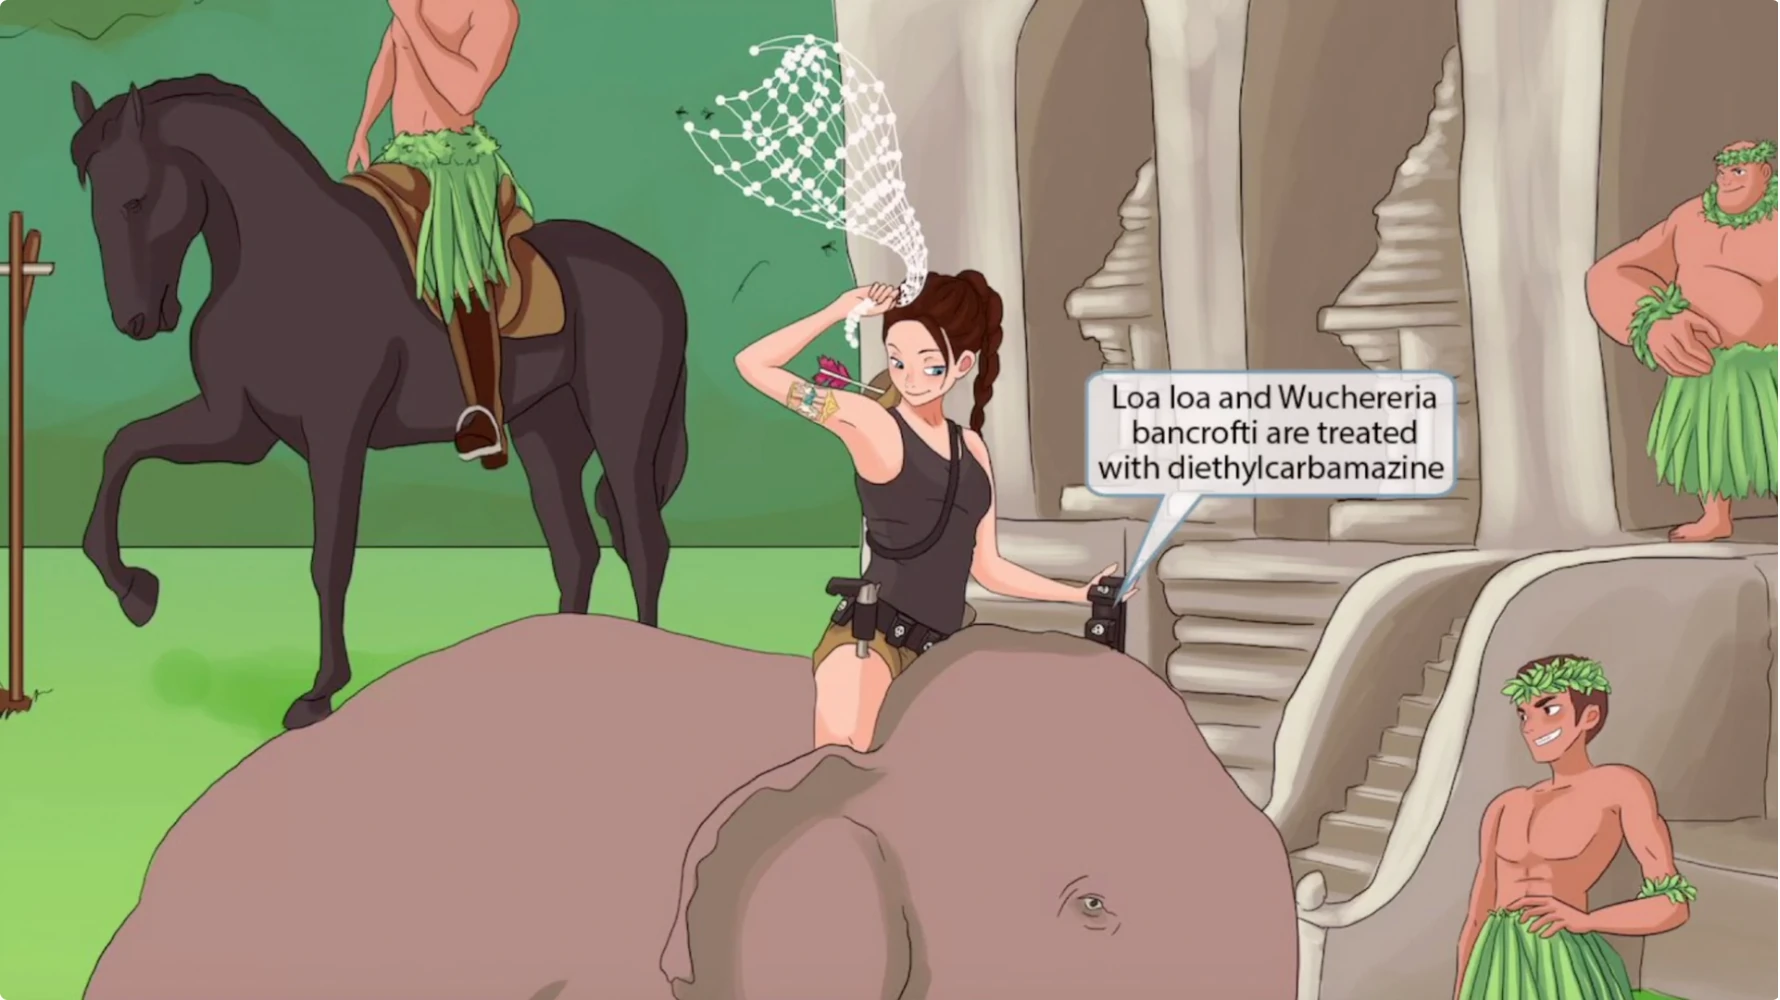 Loa loa and Wuchereria
bancrofti are treated
with diethylcarbamazine